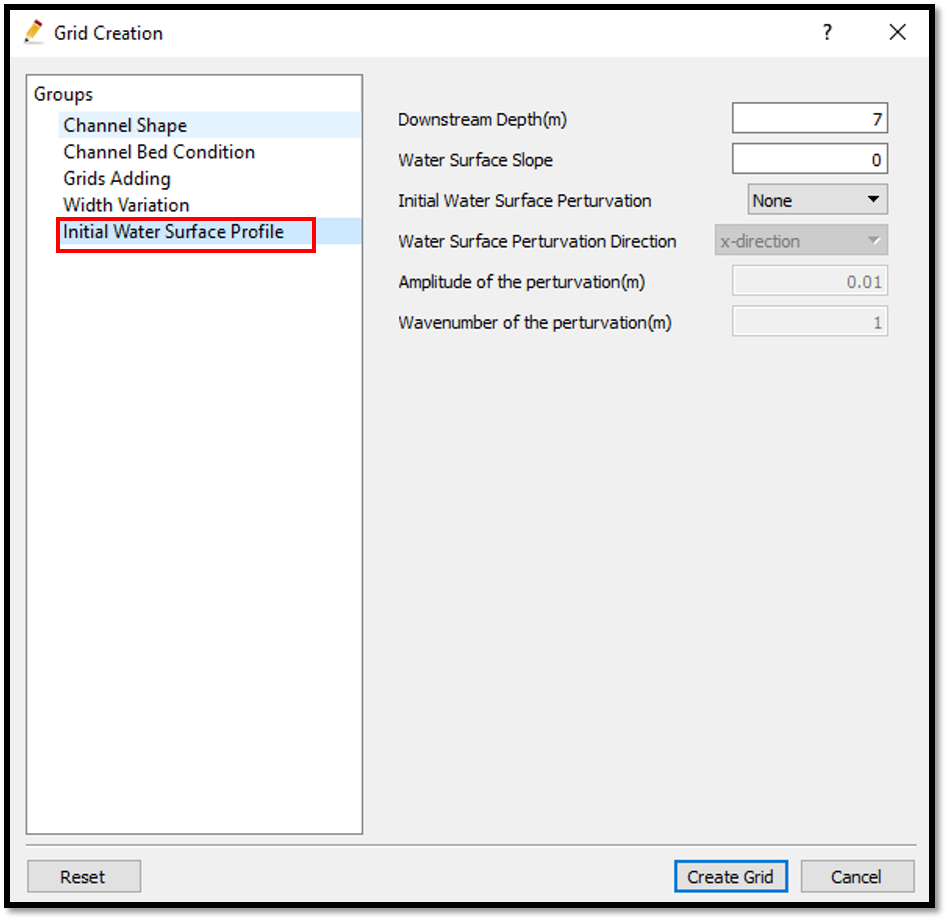 Grid Creation
?
Groups
Channel Shape
Channel Bed Condition
Grids Adding
Width Variation
Initial Water Surface Profile
Downstream Depth(m) 7
Water Surface Slope 0
Initial Water Surface Perturvation None
Water Surface Perturvation Direction x-direction
Amplitude of the perturvation(m) 0.01
Wavenumber of the perturvation(m) 1
Reset Create Grid Cancel